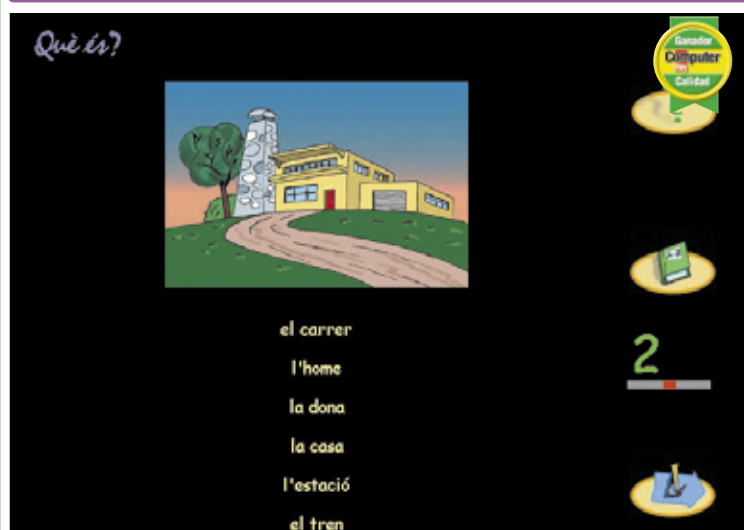 Què és?
Ganador
Computer
Calidad
el carrer
l'home
la dona
la casa
2
l'estació
el tren